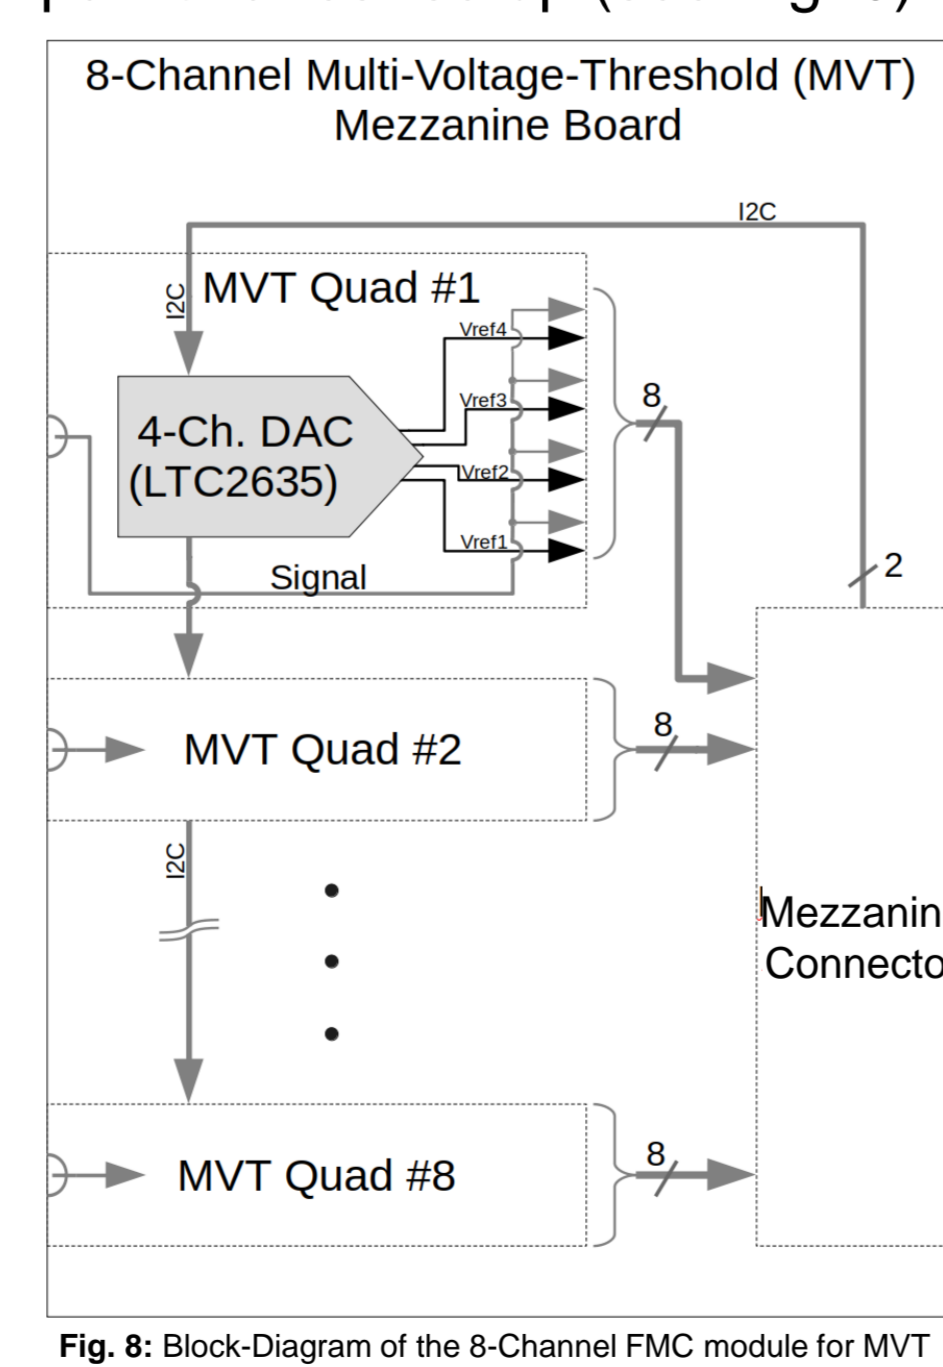 8-Channel Multi-Voltage-Threshold (MVT)
Mezzanine Board
I2C
I2C
MVT Quad #1
Vref4
Vref3
Vref2
Vref1
4-Ch. DAC
(LTC2635)
Signal
8
2
MVT Quad #2
8
I2C
Mezzanin
Connecto
MVT Quad #8
8
Fig. 8: Block-Diagram of the 8-Channel FMC module for MVT